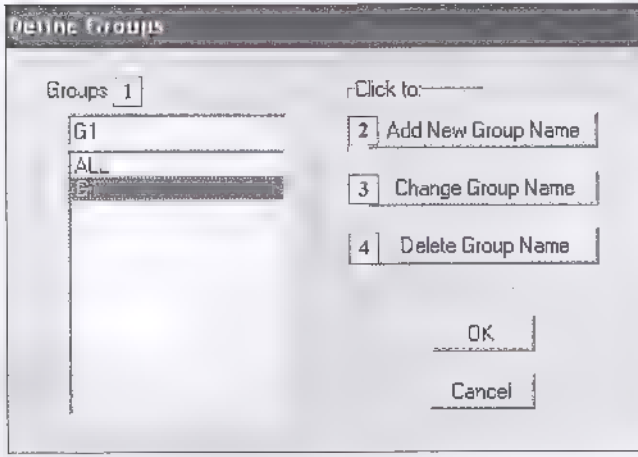 Define Groups
Groups 1
G1
ALL
Click to:
2 Add New Group Name
3 Change Group Name
4 Delete Group Name
OK
Cancel